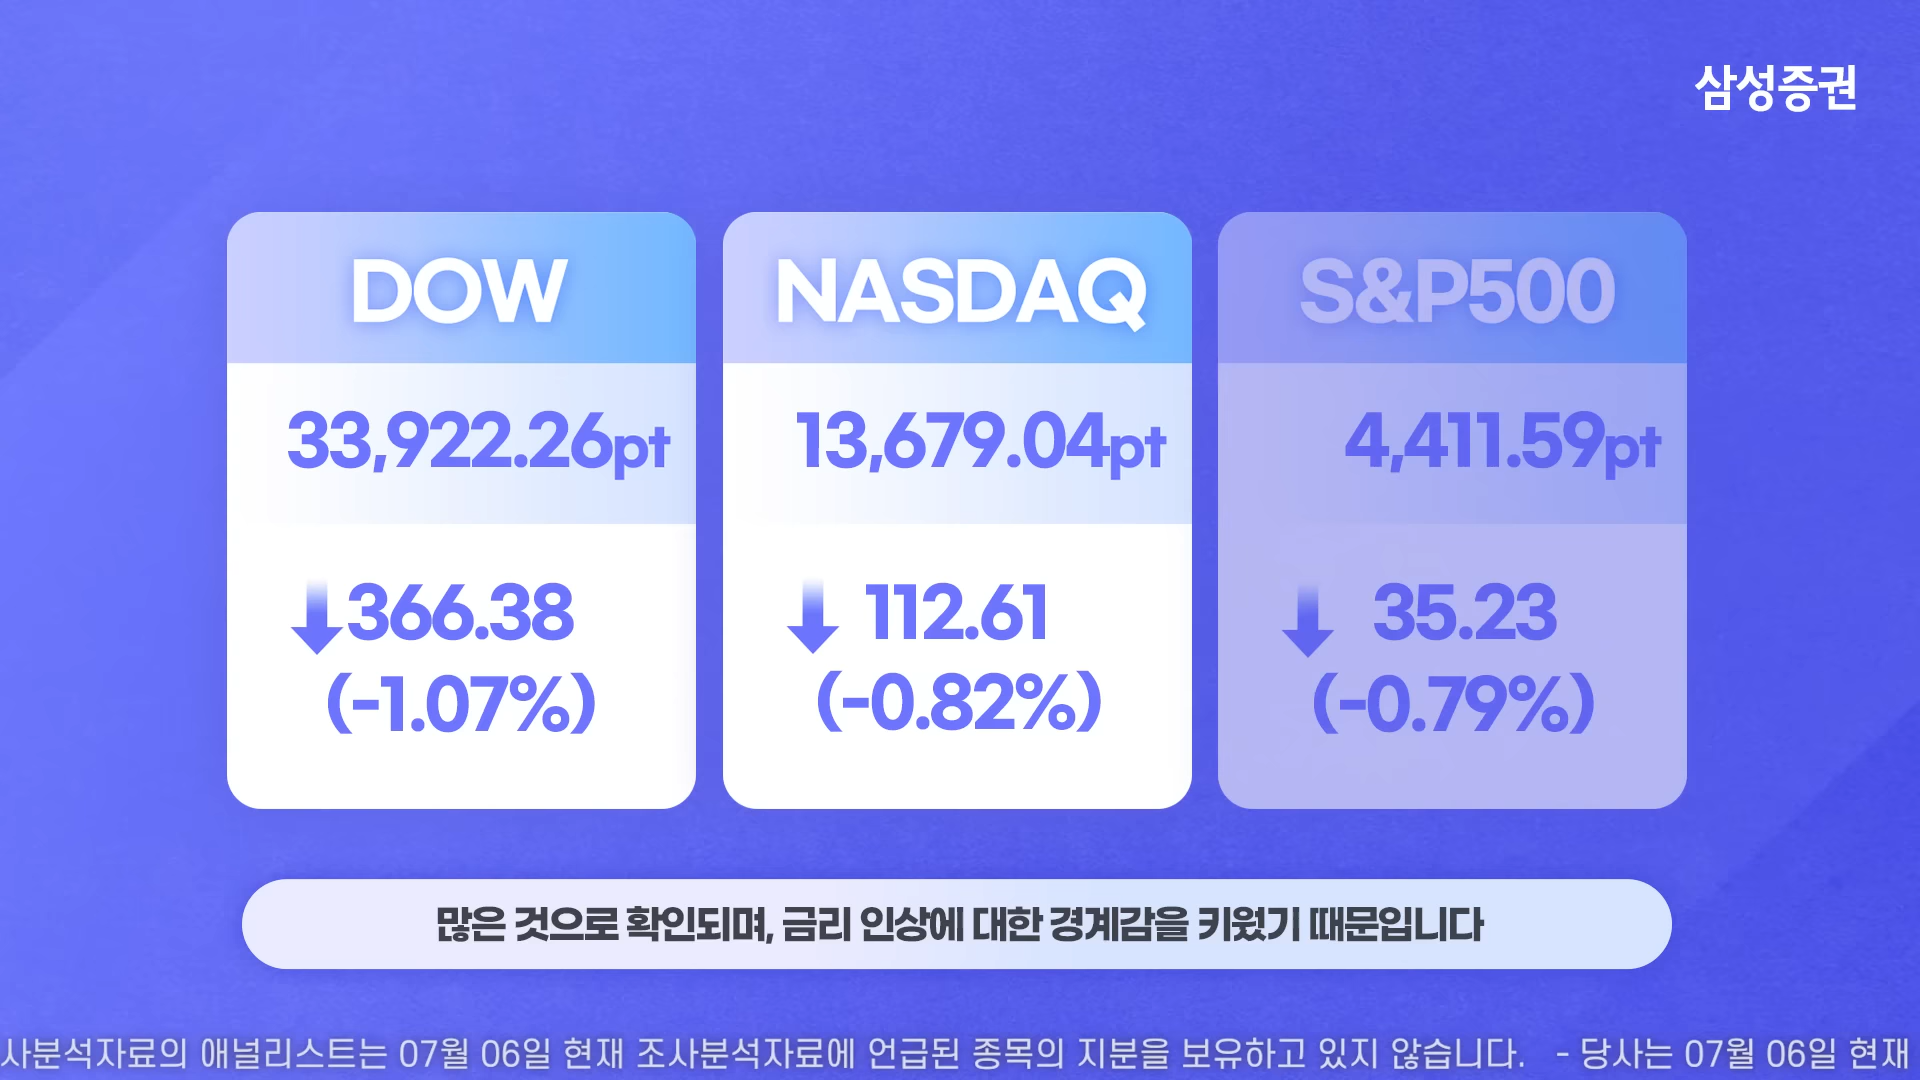 삼성증권
DOW
33,922.26pt
366.38
(-1.07%)
NASDAQ
13,679.04pt
112.61
(-0.82%)
S&P500
4,411.59pt
35.23
(-0.79%)
많은 것으로 확인되며, 금리 인상에 대한 경계감을 키웠기 때문입니다
사분석자료의 애널리스트는 07월 06일 현재 조사분석자료에 언급된 종목의 지분을 보유하고 있지 않습니다. - 당사는 07월 06일 현재